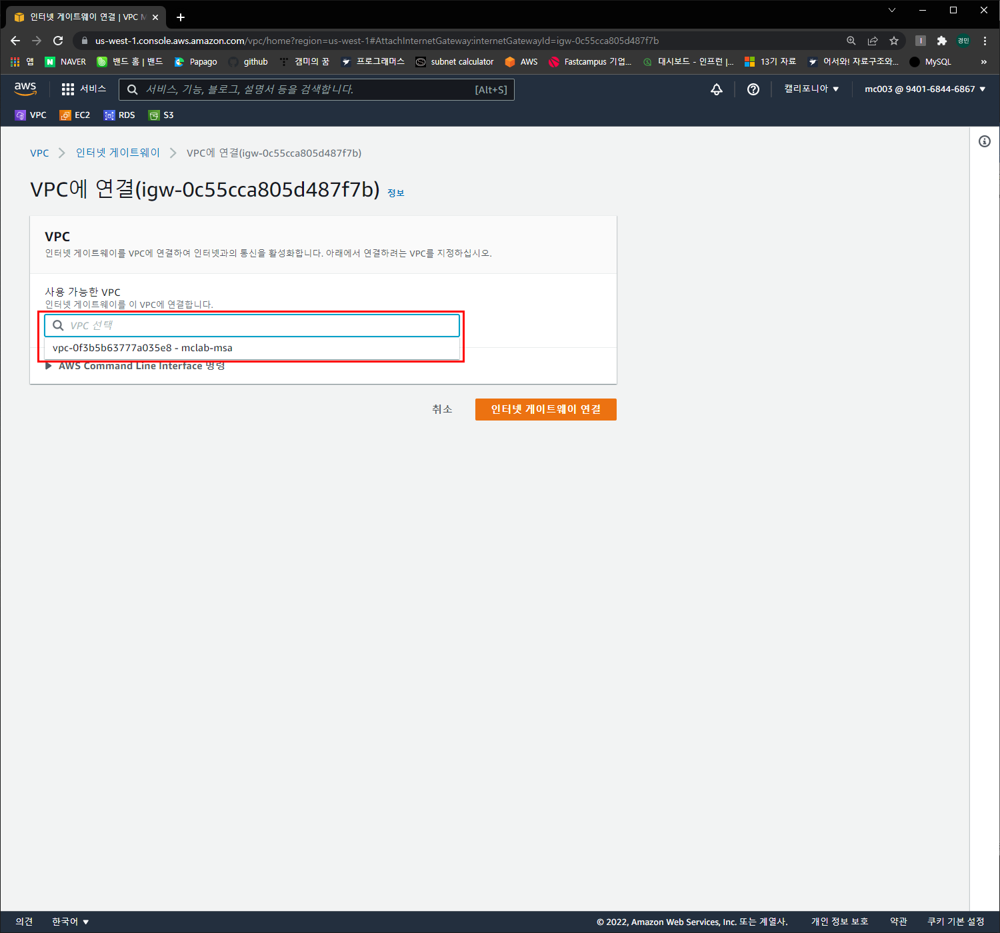 인터넷 게이트웨이 연결 | VPC M
us-west-1.console.aws.amazon.com/vpc/home?region=us-west-1#AttachInternetGateway:internetGatewayId=igw-0c55cca805d487f7b
I
경민
앱
N
NAVER
밴드 홈 | 밴드
Papago
github
캠미의 꿈
프로그래머스
subnet calculator
AWS
Fastcampus 기업...
대시보드 - 인프런 |...
13기 자료
어서와! 자료구조와...
MySQL
»
aws
서비스
서비스, 기능, 블로그, 설명서 등을 검색합니다.
[Alt+S]
캘리포니아
mc003 @ 9401-6844-6867
VPC
EC2
RDS
S3
VPC
인터넷 게이트웨이
VPC에 연결(igw-0c55cca805d487f7b)
VPC에 연결(igw-0c55cca805d487f7b) 정보
VPC
인터넷 게이트웨이를 VPC에 연결하여 인터넷과의 통신을 활성화합니다. 아래에서 연결하려는 VPC를 지정하십시오.
사용 가능한 VPC
인터넷 게이트웨이를 이 VPC에 연결합니다.
VPC 선택
vpc-0f3b5b63777a035e8 - mclab-msa
AWS Command Line Interface 명령
취소
인터넷 게이트웨이 연결
의견
한국어
© 2022, Amazon Web Services, Inc. 또는 계열사.
개인 정보 보호
약관
쿠키 기본 설정